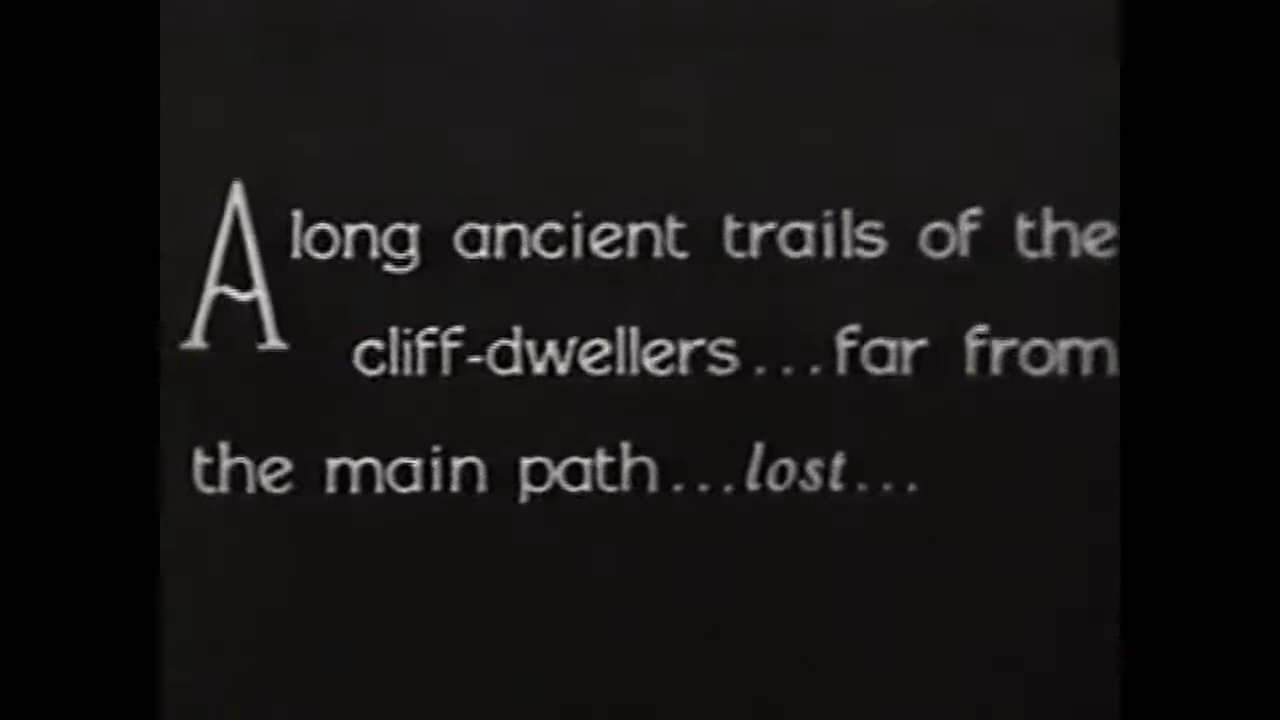 Along ancient trails of the
cliff-dwellers...far from
the main path...lost...